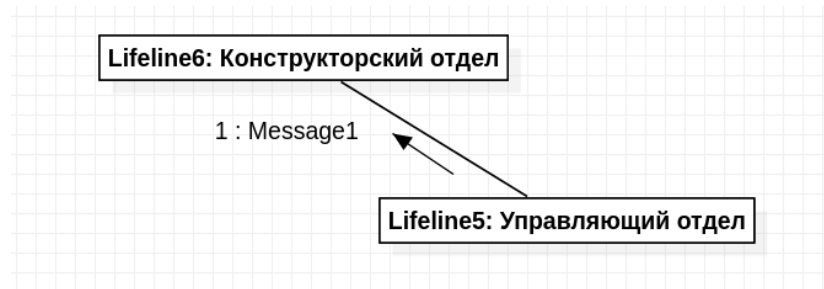 Lifeline6: Конструкторский отдел
1 : Message1
Lifeline5: Управляющий отдел